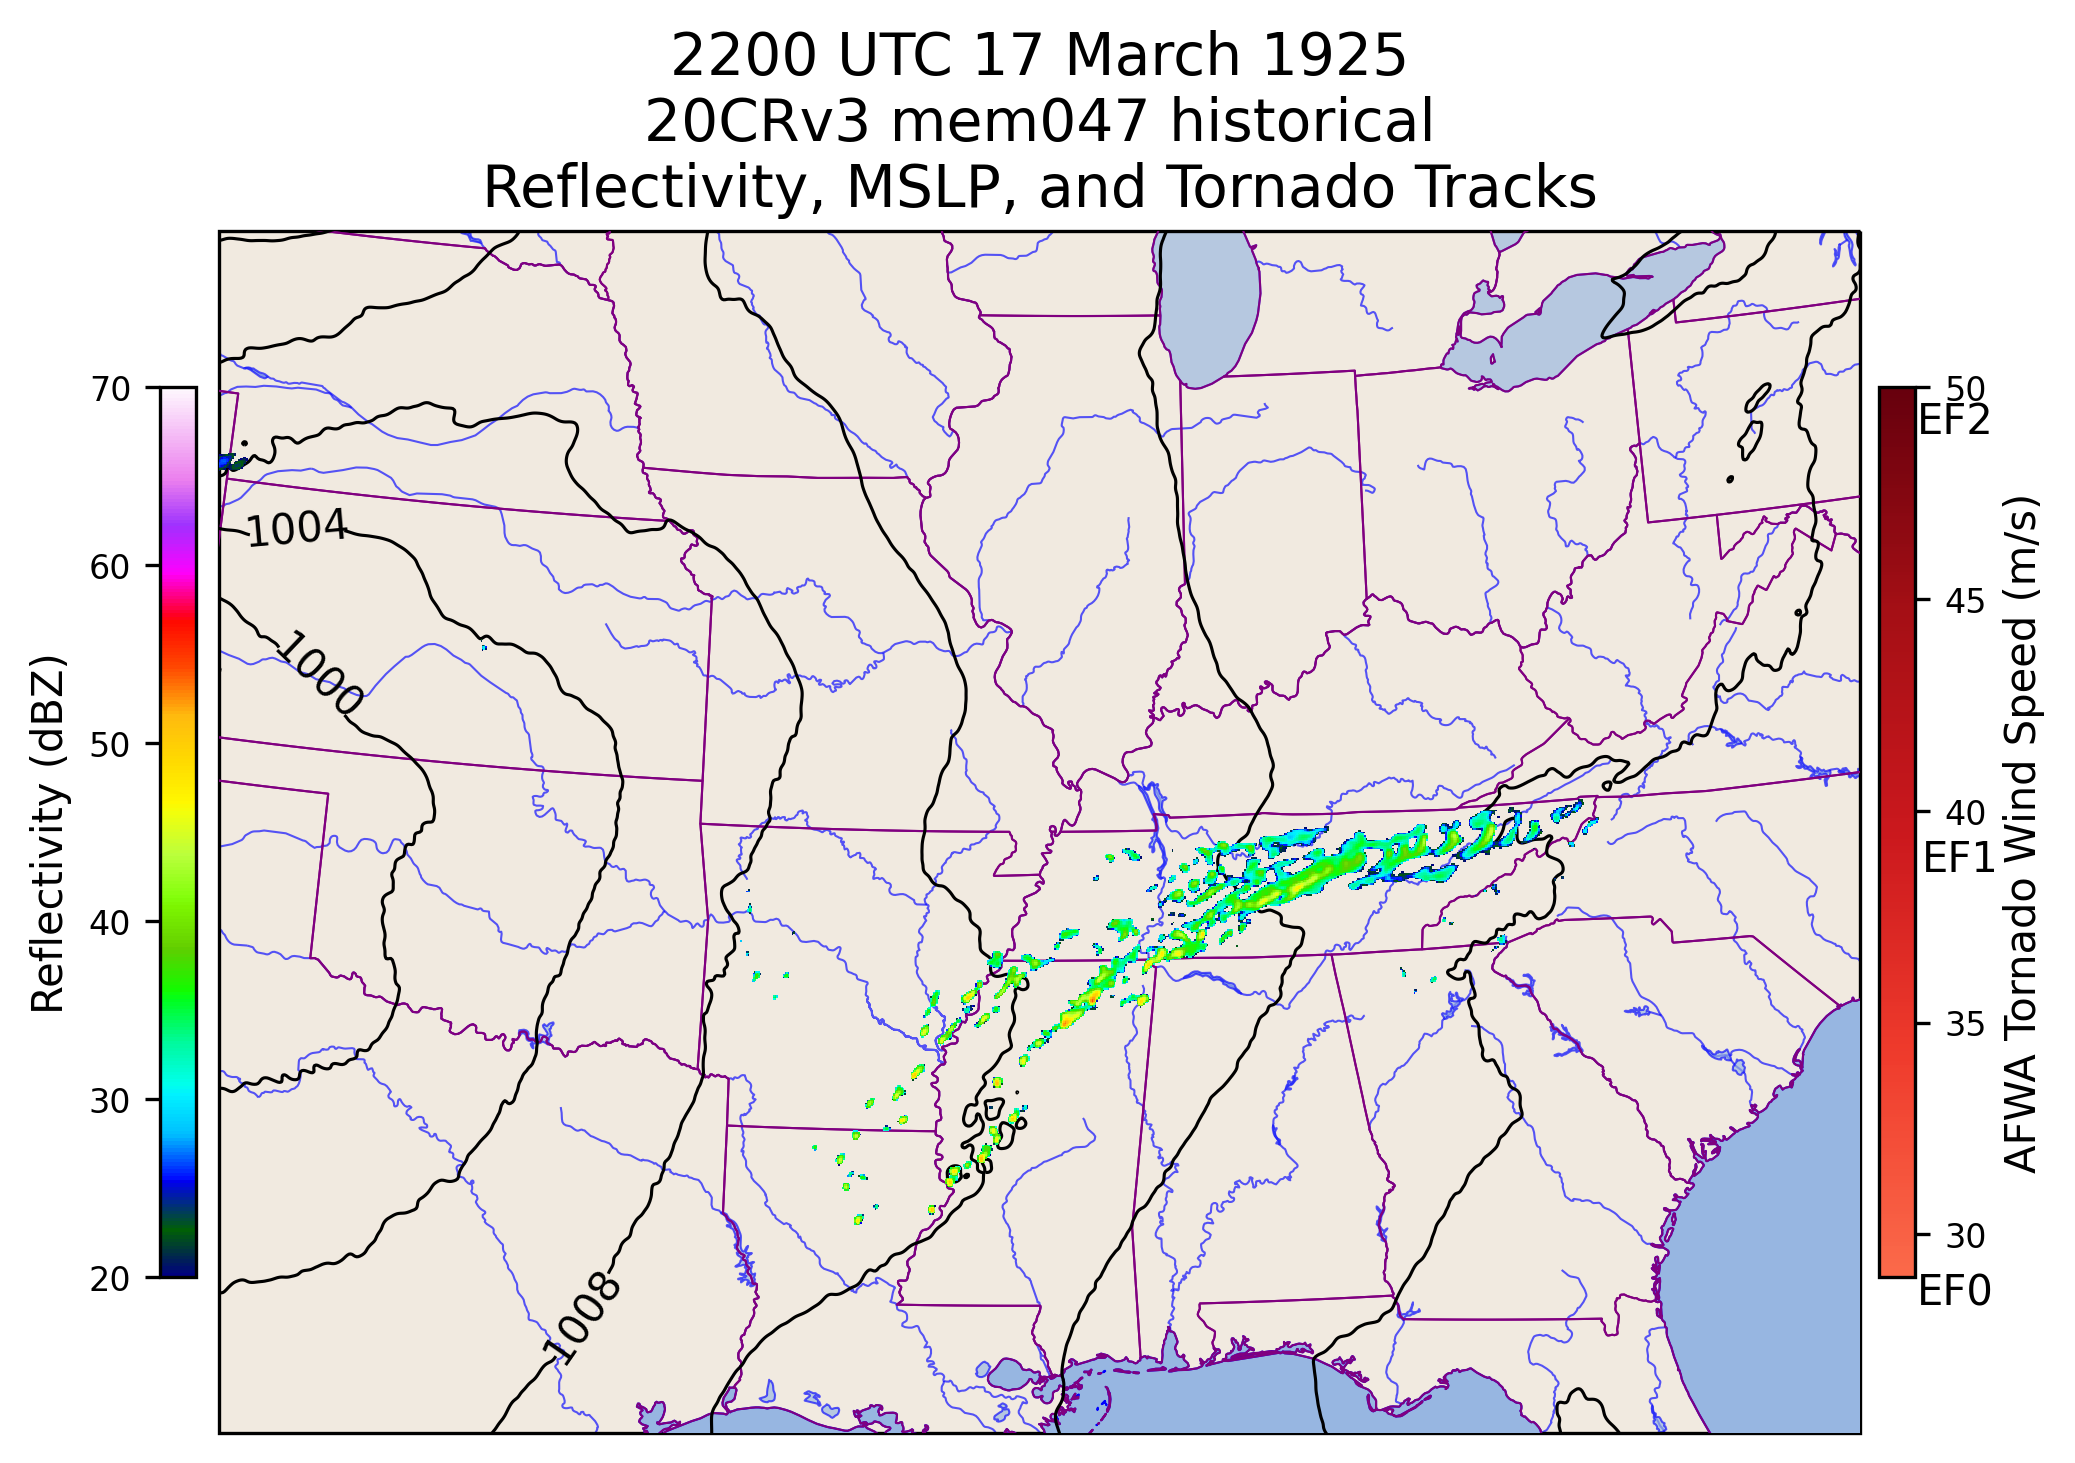 2200 UTC 17 March 1925
20CRv3 mem047 historical
Reflectivity, MSLP, and Tornado Tracks
70
60
50
40
30
20
Reflectivity (dBZ)
1004
1000
1008
50
EF2
45
40
EF1
35
30
EF0
AFWA Tornado Wind Speed (m/s)